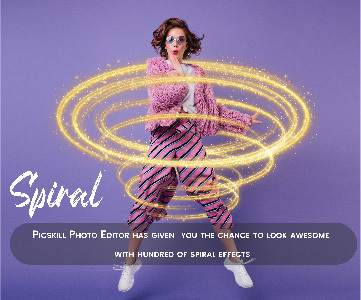 Spiral
Picskill Photo Editor has given you the chance to look awesome
with hundred of spiral effects